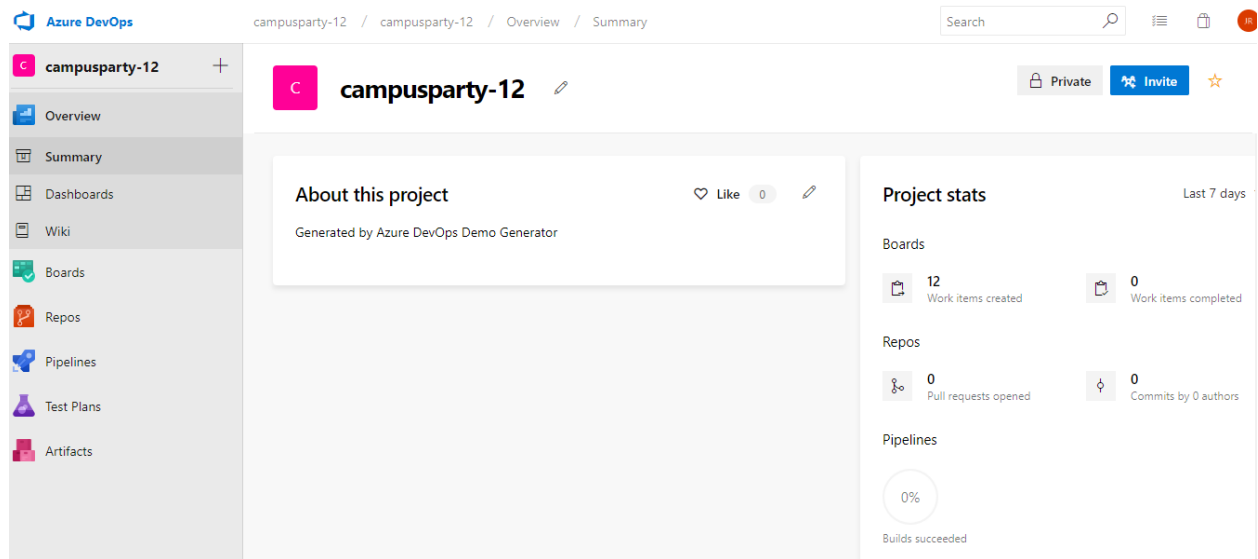 Azure DevOps
campusparty-12 / campusparty-12 / Overview / Summary
Search
JR
C campusparty-12
Overview
Summary
Dashboards
Wiki
Boards
Repos
Pipelines
Test Plans
Artifacts
C campusparty-12
Private
Invite
About this project
Like 0
Generated by Azure DevOps Demo Generator
Project stats
Last 7 days
Boards
12
Work items created
0
Work items completed
Repos
0
Pull requests opened
0
Commits by 0 authors
Pipelines
0%
Builds succeeded